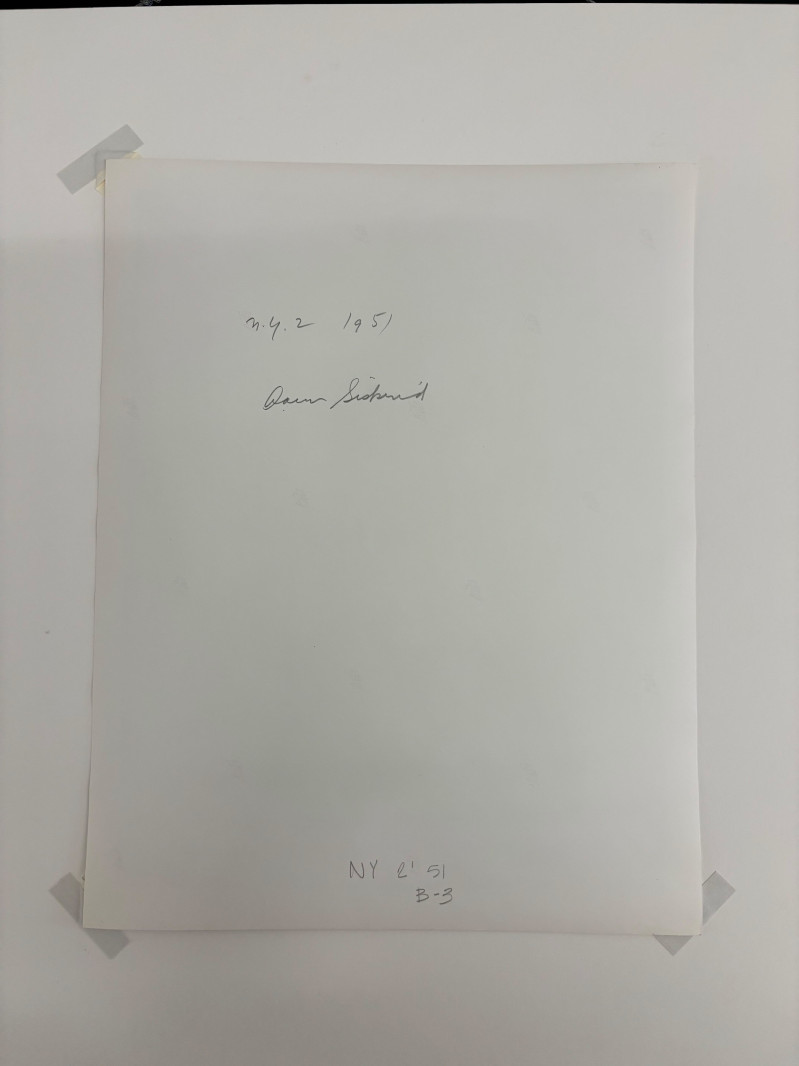 N.Y. 2 1951
Aaron Siskind
NY 2' 51
B-3